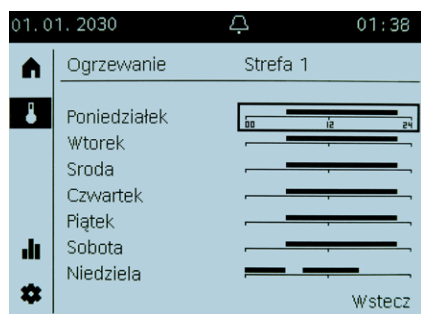 01.01.2030 01:38
Ogrzewanie Strefa 1
Poniedziałek
00 12 24
Wtorek
Sroda
Czwartek
Piątek
Sobota
Niedziela
Wstecz